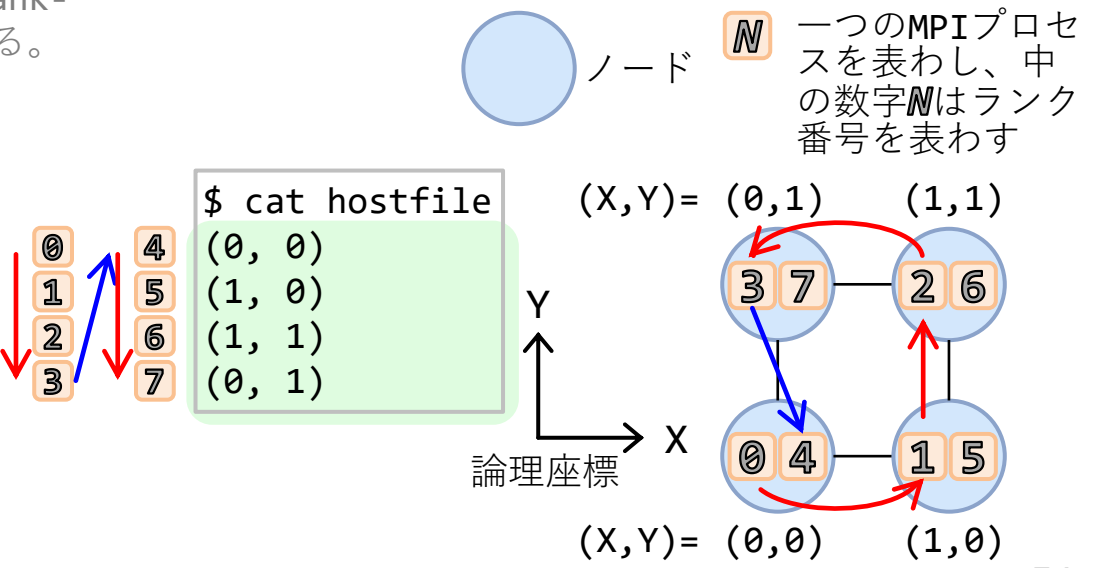 ank-
る。
ノード
N
一つのMPIプロセ
スを表わし、中
の数字Nはランク
番号を表わす
$ cat hostfile
0 4 (0, 0)
1 5 (1, 0)
2 6 (1, 1)
3 7 (0, 1)
Y
X
論理座標
(X,Y)= (0,1) (1,1)
3 7 2 6
0 4 1 5
(X,Y)= (0,0) (1,0)